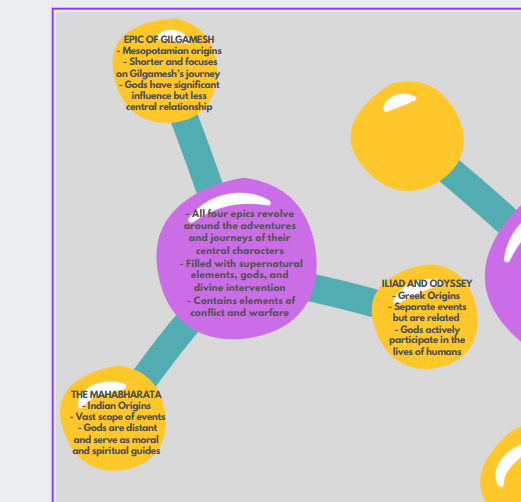 EPIC OF GILGAMESH
- Mesopotamian origins
- Shorter and focuses
on Gilgamesh's journey
- Gods have significant
influence but less
central relationship
- All four epics revolve
around the adventures
and journeys of their
central characters
- Filled with supernatural
elements, gods, and
divine intervention
- Contains elements of
conflict and warfare
ILIAD AND ODYSSEY
- Greek Origins
- Separate events
but are related
- Gods actively
participate in the
lives of humans
THE MAHABHARATA
- Indian Origins
- Vast scope of events
- Gods are distant
and serve as moral
and spiritual guides